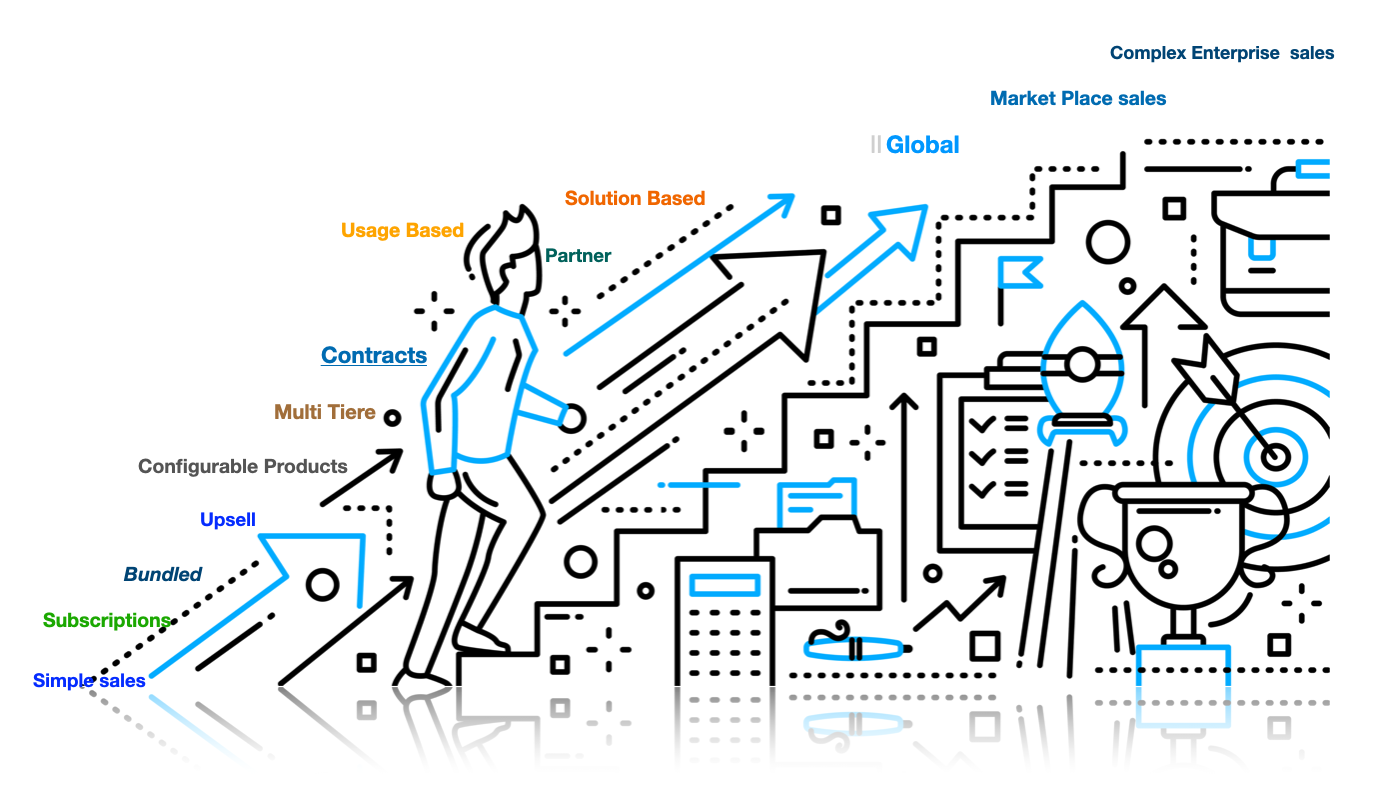 Complex Enterprise  sales
Market Place sales
Global
Solution Based
Usage Based
Partner
Contracts
Multi Tiere
Configurable Products
Upsell
Bundled
Subscriptions
Simple sales